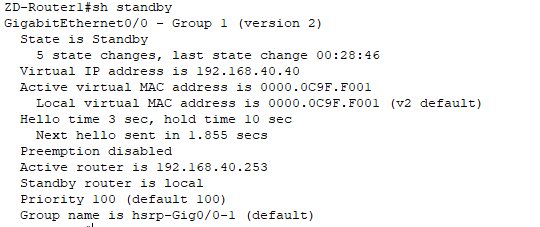 ZD-Router1#sh standby
GigabitEthernet0/0 - Group 1 (version 2)
State is Standby
5 state changes, last state change 00:28:46
Virtual IP address is 192.168.40.40
Active virtual MAC address is 0000.0C9F.F001
Local virtual MAC address is 0000.0C9F.F001 (v2 default)
Hello time 3 sec, hold time 10 sec
Next hello sent in 1.855 secs
Preemption disabled
Active router is 192.168.40.253
Standby router is local
Priority 100 (default 100)
Group name is hsrp-Gig0/0-1 (default)